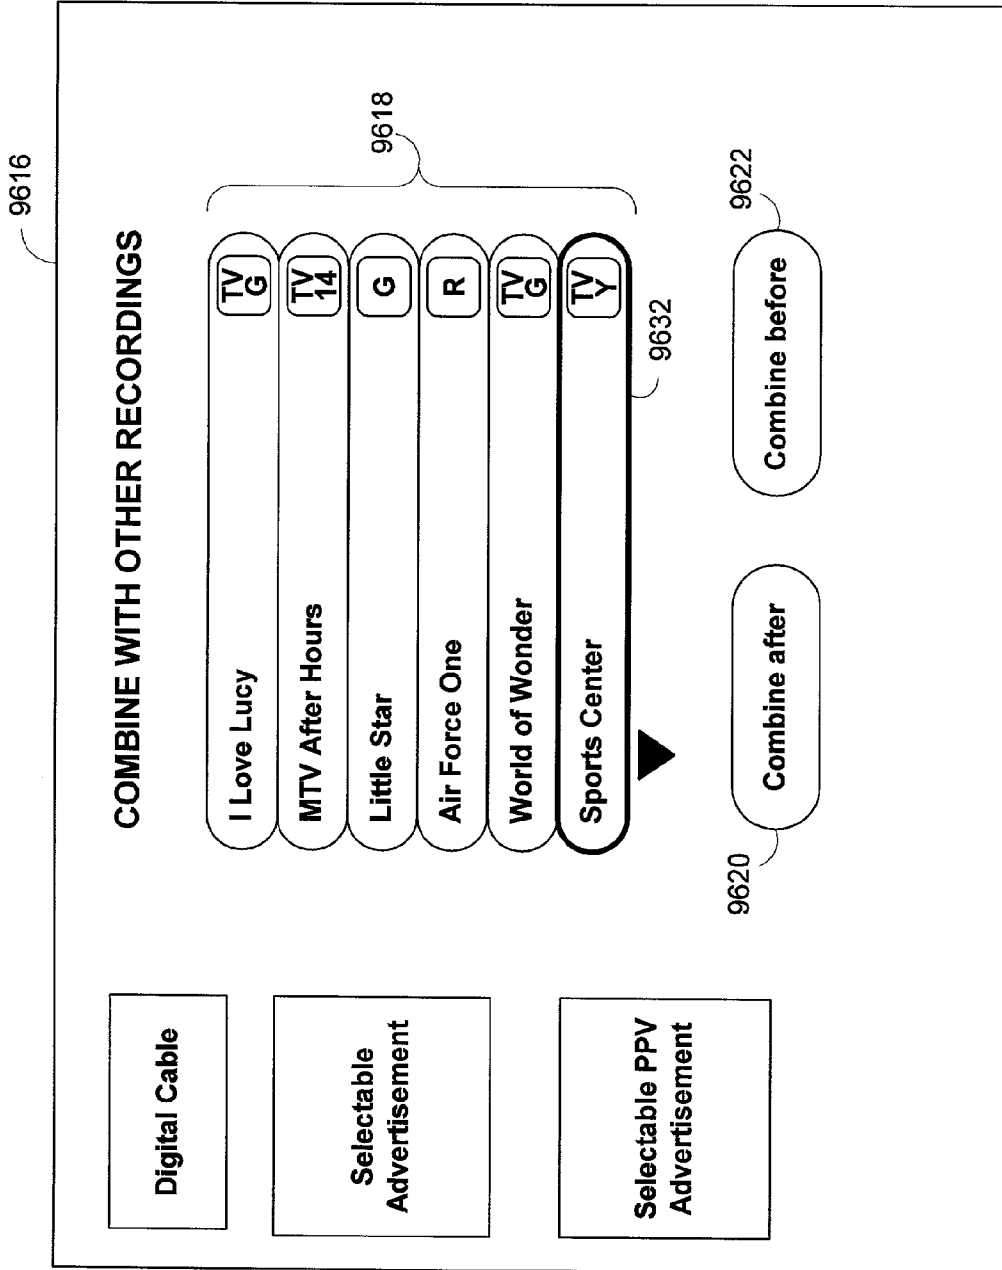 9616
COMBINE WITH OTHER RECORDINGS
Digital Cable
Selectable
Advertisement
Selectable PPV
Advertisement
I Love Lucy
TV
G
MTV After Hours
TV
14
Little Star
G
Air Force One
R
World of Wonder
TV
G
Sports Center
TV
Y
9618
9632
Combine after
Combine before
9620
9622